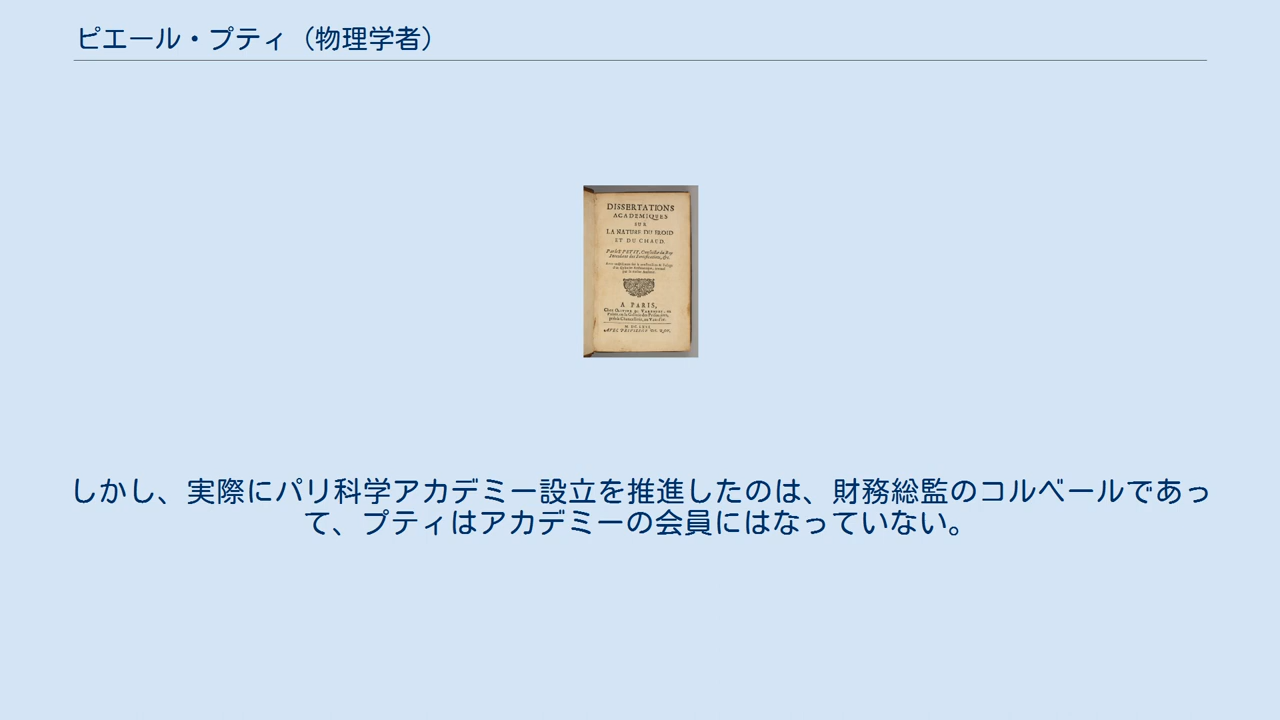 ピエール・プティ（物理学者）
DISSERTATIONS
ACADEMIQUES
SUR
LA NATURE DU FROID
ET DU CHAUD.
A PARIS,
しかし、実際にパリ科学アカデミー設立を推進したのは、財務総監のコルベールであっ
て、プティはアカデミーの会員にはなっていない。